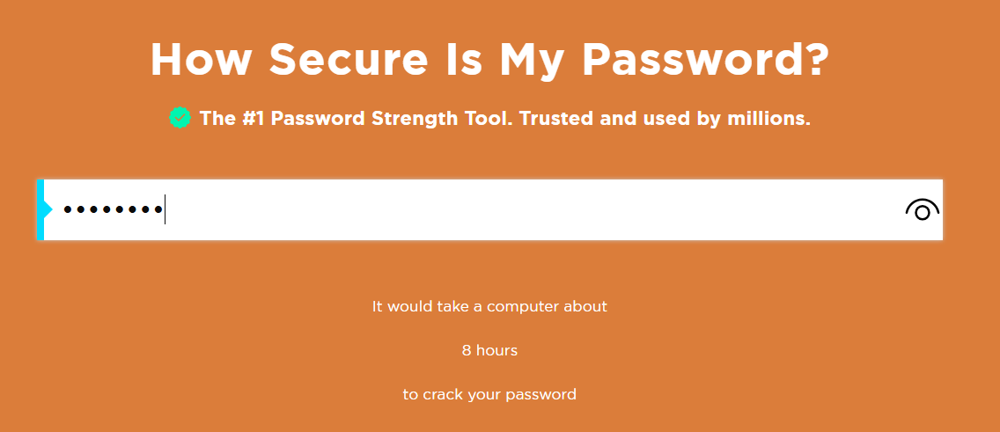 How Secure Is My Password?
The #1 Password Strength Tool. Trusted and used by millions.
••••••••
It would take a computer about
8 hours
to crack your password